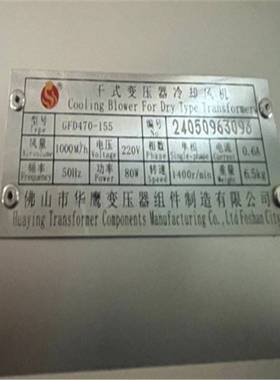 干式变压器冷却风机
Cooling Blower For Dry Type Transformer
型号 Type GFD470-155 编号 No 24050963096
风量 Airvolume 1000M/h 电压 Voltage 220V 相数 Phase 单相 Single-phase 电流 Current 0.6A
频率 Frequency 50Hz 功率 Power 80W 转速 Speed 1400r/min 重量 Weight 6.5kg
佛山市华鹰变压器组件制造有限公司
Huaying Transformer Components Manufacturing Co.,Ltd Foshan City